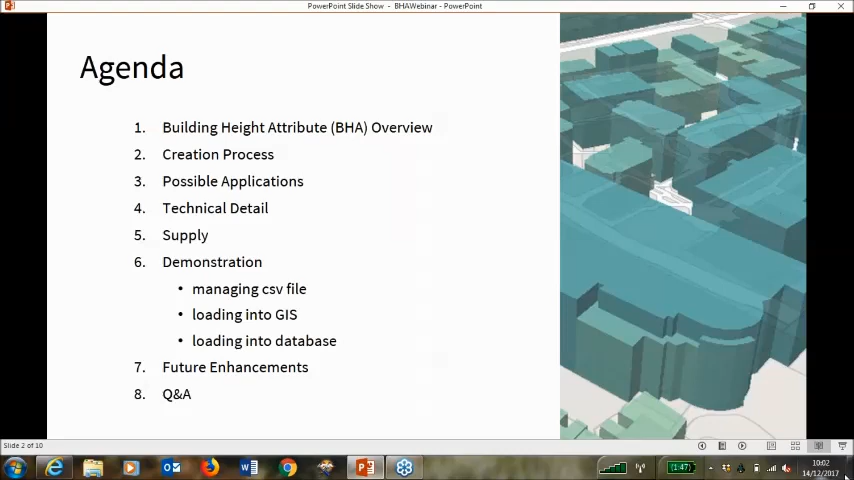 PowerPoint Slide Show - BHAWebinar - PowerPoint
Agenda
1. Building Height Attribute (BHA) Overview
2. Creation Process
3. Possible Applications
4. Technical Detail
5. Supply
6. Demonstration
• managing csv file
• loading into GIS
• loading into database
7. Future Enhancements
8. Q&A
Slide 2 of 10
(1:47)
10:02
14/12/2017